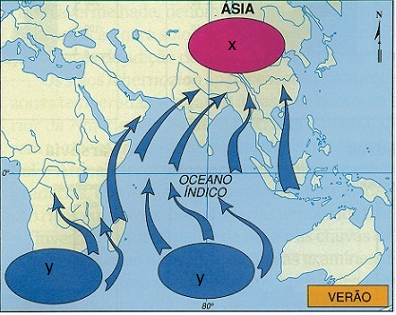 ÁSIA
N
X
0°
OCEANO
ÍNDICO
y
y
80°
VERÃO